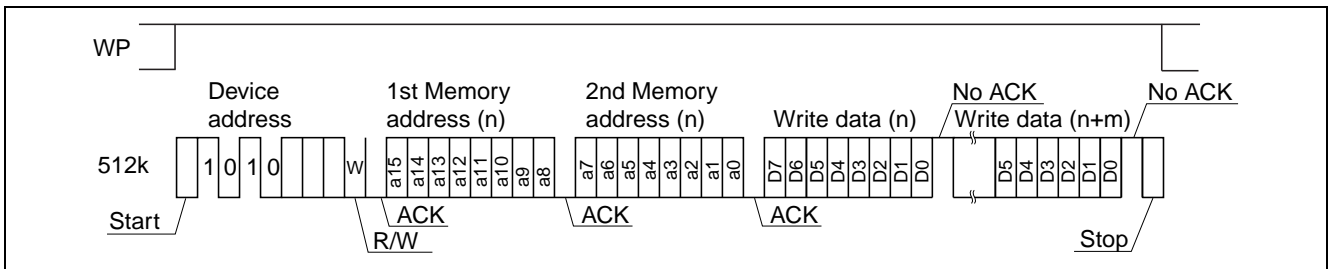 WP
Device
address
1st Memory
address (n)
2nd Memory
address (n)
Write data (n)
No ACK
Write data (n+m)
No ACK
512k
1 0 1 0 W a15 a14 a13 a12 a11 a10 a9 a8 a7 a6 a5 a4 a3 a2 a1 a0 D7 D6 D5 D4 D3 D2 D1 D0 D5 D4 D3 D2 D1 D0
Start
R/W
ACK
ACK
ACK
Stop